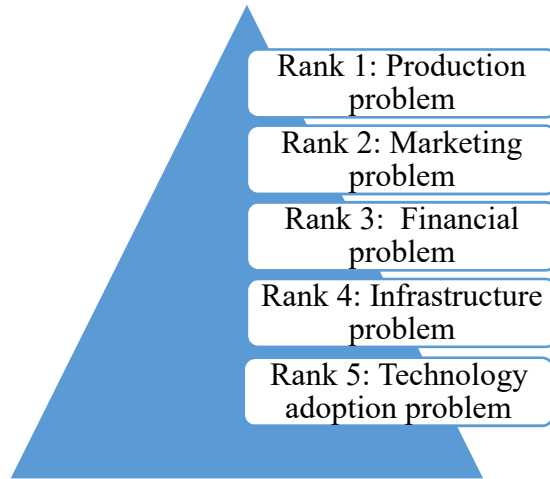 Rank 1: Production
problem
Rank 2: Marketing
problem
Rank 3:  Financial
problem
Rank 4: Infrastructure
problem
Rank 5: Technology
adoption problem